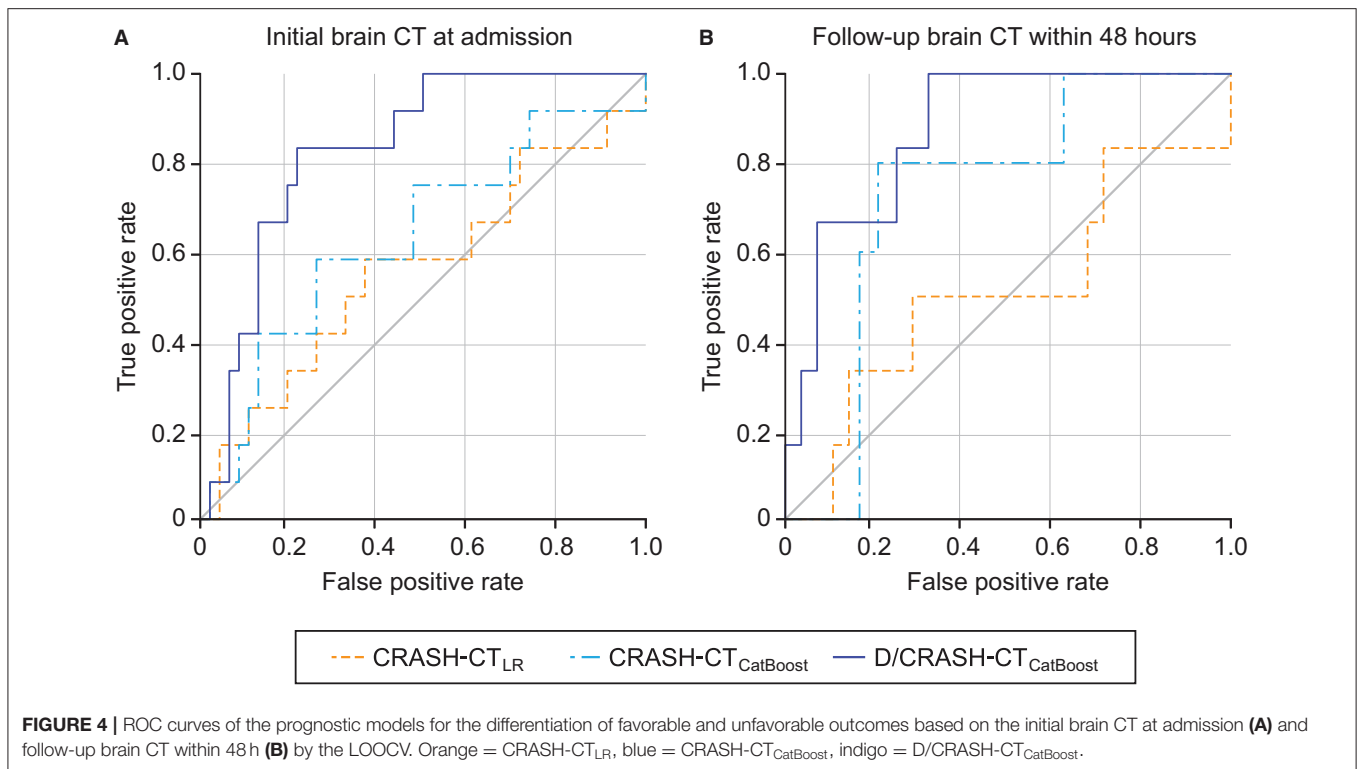 A Initial brain CT at admission
1.0
0.8
0.6
0.4
0.2
0
True positive rate
0 0.2 0.4 0.6 0.8 1.0
False positive rate
B Follow-up brain CT within 48 hours
1.0
0.8
0.6
0.4
0.2
0
True positive rate
0 0.2 0.4 0.6 0.8 1.0
False positive rate
CRASH-CTLR CRASH-CTCatBoost D/CRASH-CTCatBoost
FIGURE 4 | ROC curves of the prognostic models for the differentiation of favorable and unfavorable outcomes based on the initial brain CT at admission (A) and
follow-up brain CT within 48 h (B) by the LOOCV. Orange = CRASH-CTLR, blue = CRASH-CTCatBoost, indigo = D/CRASH-CTCatBoost.